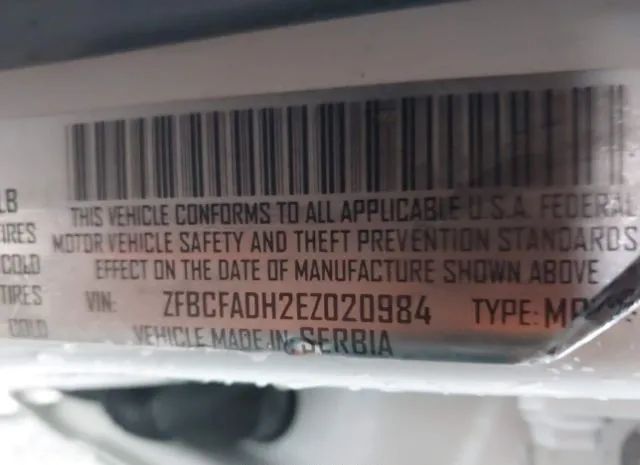 LB
THIS VEHICLE CONFORMS TO ALL APPLICABLE U.S.A. FEDERAL
IRES MOTOR VEHICLE SAFETY AND THEFT PREVENTION STANDARDS
COLD EFFECT ON THE DATE OF MANUFACTURE SHOWN ABOVE
TIRES VIN: ZFBCFADH2EZ020984 TYPE:
COLD VEHICLE MADE IN SERBIA